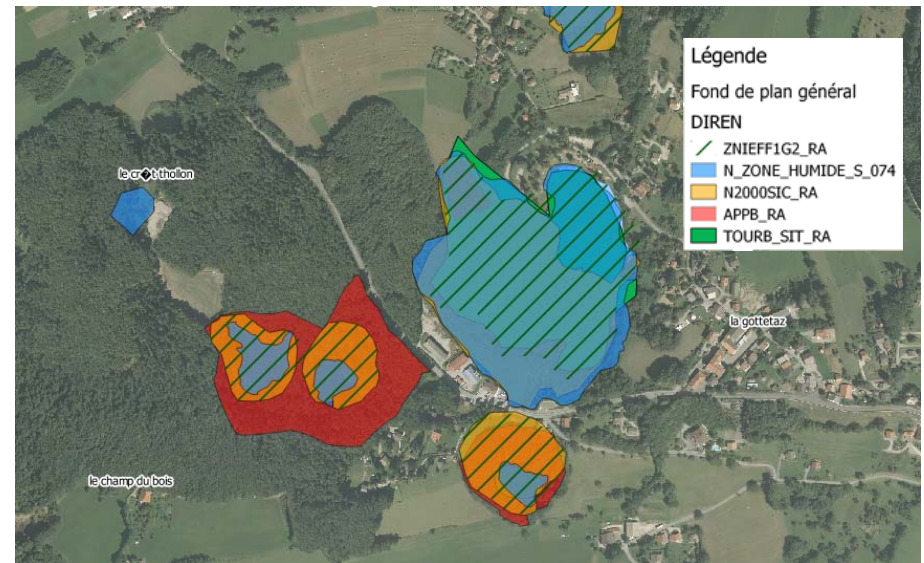 Légende
Fond de plan général
DIREN
ZNIEFF1G2_RA
N_ZONE_HUMIDE_S_074
N2000SIC_RA
APPB_RA
TOURB_SIT_RA
le cr�t thollon
la gottetaz
le champ du bois